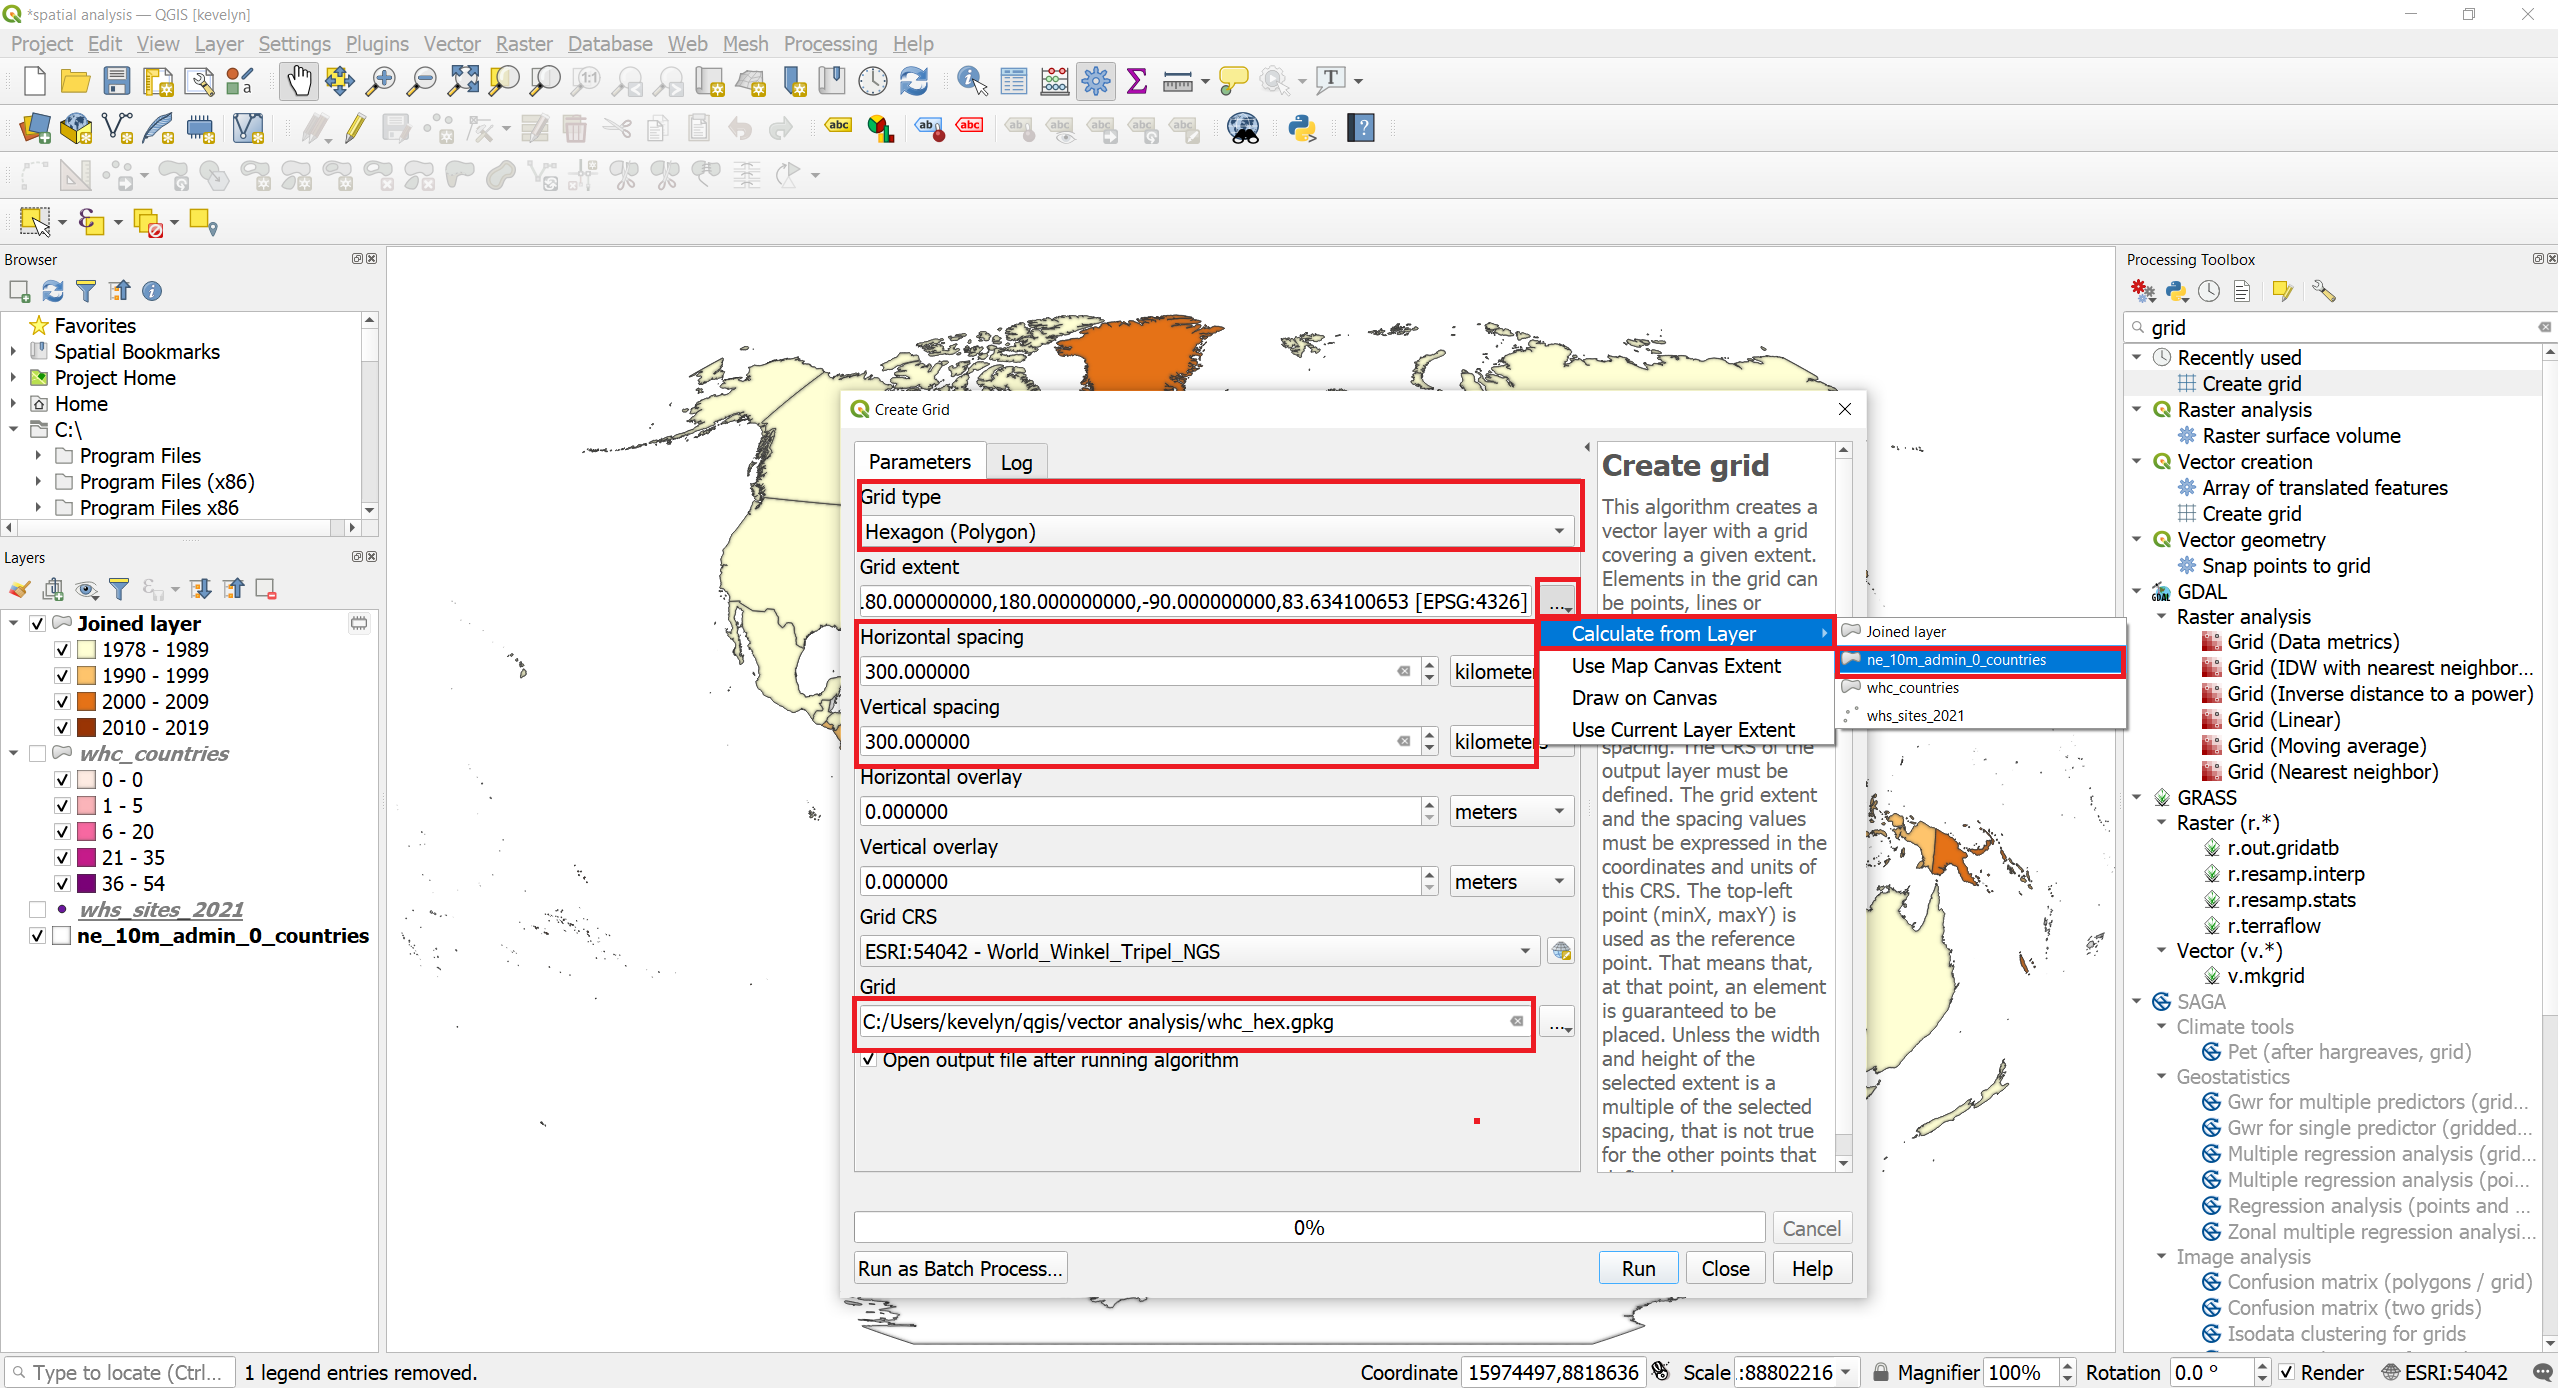 *spatial analysis — QGIS [kevelyn]
Project Edit View Layer Settings Plugins Vector Raster Database Web Mesh Processing Help
Browser
Favorites
Spatial Bookmarks
Project Home
Home
C:\
Program Files
Program Files (x86)
Program Files x86
Layers
Joined layer
1978 - 1989
1990 - 1999
2000 - 2009
2010 - 2019
whc_countries
0 - 0
1 - 5
6 - 20
21 - 35
36 - 54
whs_sites_2021
ne_10m_admin_0_countries
Create Grid
Parameters Log
Grid type
Hexagon (Polygon)
Grid extent
.80.000000000,180.000000000,-90.000000000,83.634100653 [EPSG:4326] ...
Horizontal spacing
300.000000 kilometer
Vertical spacing
300.000000 kilometers
Horizontal overlay
0.000000 meters
Vertical overlay
0.000000 meters
Grid CRS
ESRI:54042 - World_Winkel_Tripel_NGS
Grid
C:/Users/kevelyn/qgis/vector analysis/whc_hex.gpkg ...
Open output file after running algorithm
Calculate from Layer
Use Map Canvas Extent
Draw on Canvas
Use Current Layer Extent
Joined layer
ne_10m_admin_0_countries
whc_countries
whs_sites_2021
Create grid
This algorithm creates a
vector layer with a grid
covering a given extent.
Elements in the grid can
be points, lines or
spacing. The CRS of the
output layer must be
defined. The grid extent
and the spacing values
must be expressed in the
coordinates and units of
this CRS. The top-left
point (minX, maxY) is
used as the reference
point. That means that,
at that point, an element
is guaranteed to be
placed. Unless the width
and height of the
selected extent is a
multiple of the selected
spacing, that is not true
for the other points that
0% Cancel
Run as Batch Process... Run Close Help
Processing Toolbox
grid
Recently used
Create grid
Raster analysis
Raster surface volume
Vector creation
Array of translated features
Create grid
Vector geometry
Snap points to grid
GDAL
Raster analysis
Grid (Data metrics)
Grid (IDW with nearest neighbor...
Grid (Inverse distance to a power)
Grid (Linear)
Grid (Moving average)
Grid (Nearest neighbor)
GRASS
Raster (r.*)
r.out.gridatb
r.resamp.interp
r.resamp.stats
r.terraflow
Vector (v.*)
v.mkgrid
SAGA
Climate tools
Pet (after hargreaves, grid)
Geostatistics
Gwr for multiple predictors (grid...
Gwr for single predictor (gridded...
Multiple regression analysis (grid...
Multiple regression analysis (poi...
Regression analysis (points and ...
Zonal multiple regression analysi...
Image analysis
Confusion matrix (polygons / grid)
Confusion matrix (two grids)
Isodata clustering for grids
Type to locate (Ctrl... 1 legend entries removed. Coordinate 15974497,8818636 Scale :88802216 Magnifier 100% Rotation 0.0 ° Render ESRI:54042